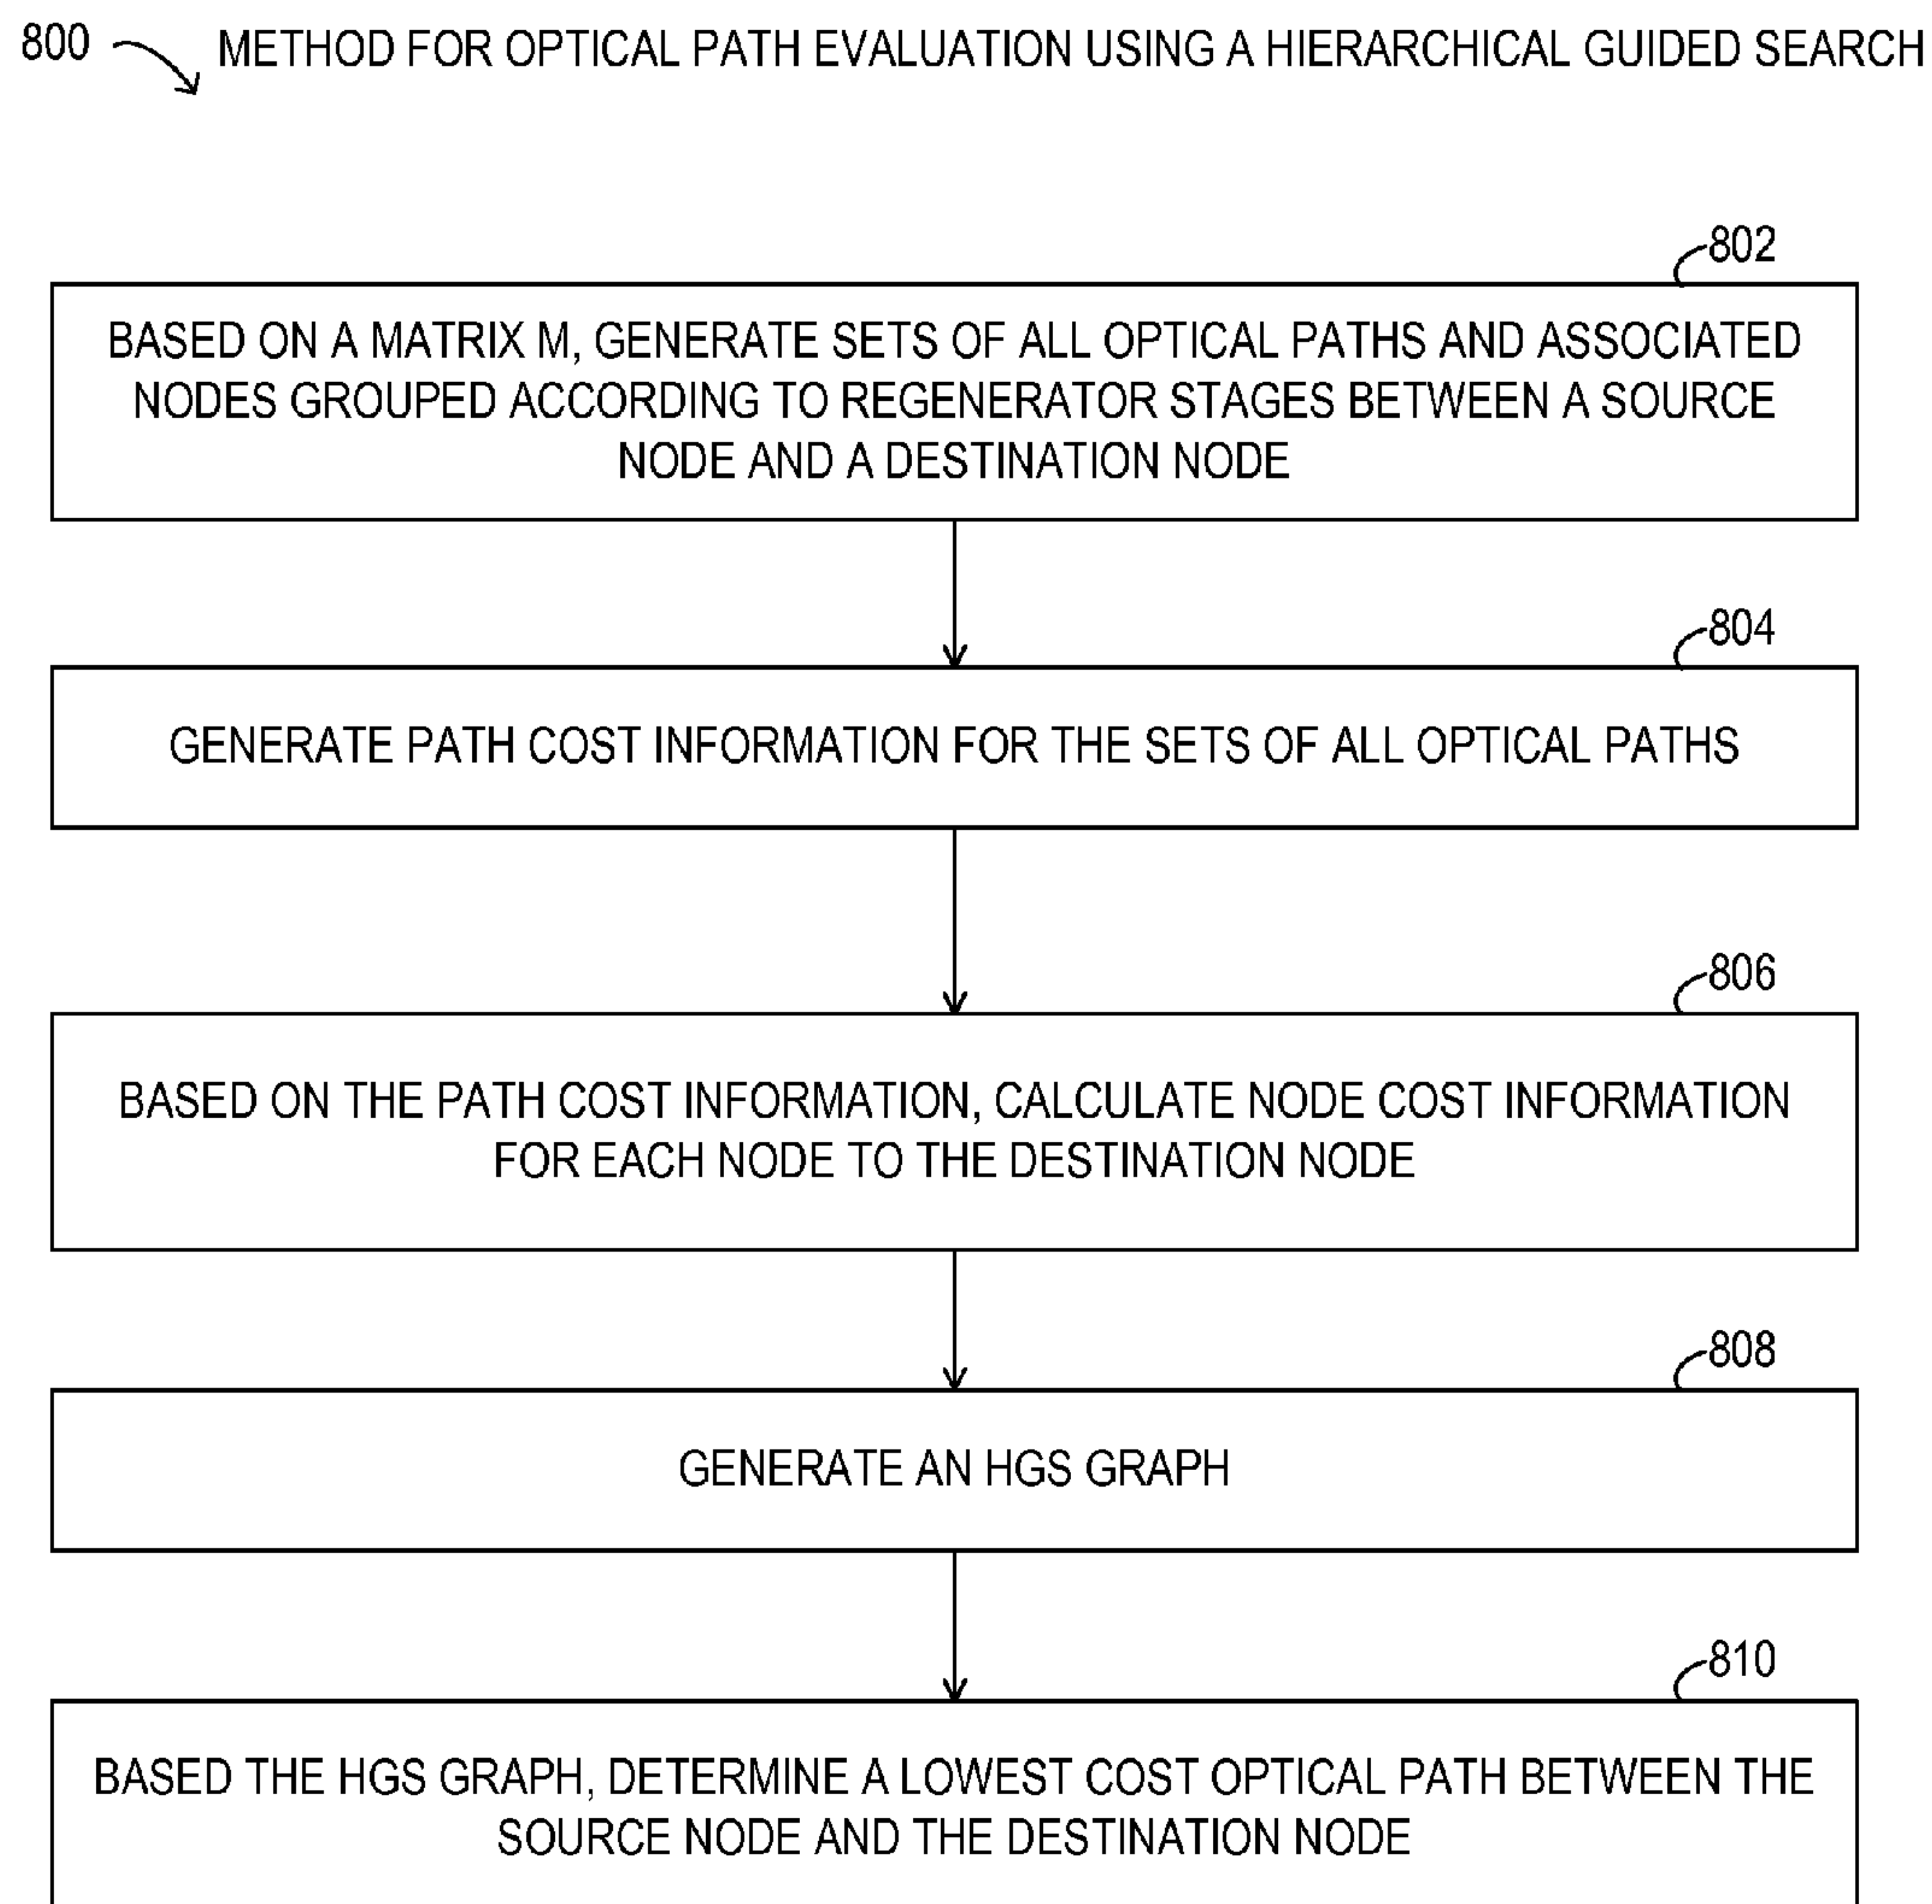 800 METHOD FOR OPTICAL PATH EVALUATION USING A HIERARCHICAL GUIDED SEARCH
802
BASED ON A MATRIX M, GENERATE SETS OF ALL OPTICAL PATHS AND ASSOCIATED
NODES GROUPED ACCORDING TO REGENERATOR STAGES BETWEEN A SOURCE
NODE AND A DESTINATION NODE
804
GENERATE PATH COST INFORMATION FOR THE SETS OF ALL OPTICAL PATHS
806
BASED ON THE PATH COST INFORMATION, CALCULATE NODE COST INFORMATION
FOR EACH NODE TO THE DESTINATION NODE
808
GENERATE AN HGS GRAPH
810
BASED THE HGS GRAPH, DETERMINE A LOWEST COST OPTICAL PATH BETWEEN THE
SOURCE NODE AND THE DESTINATION NODE